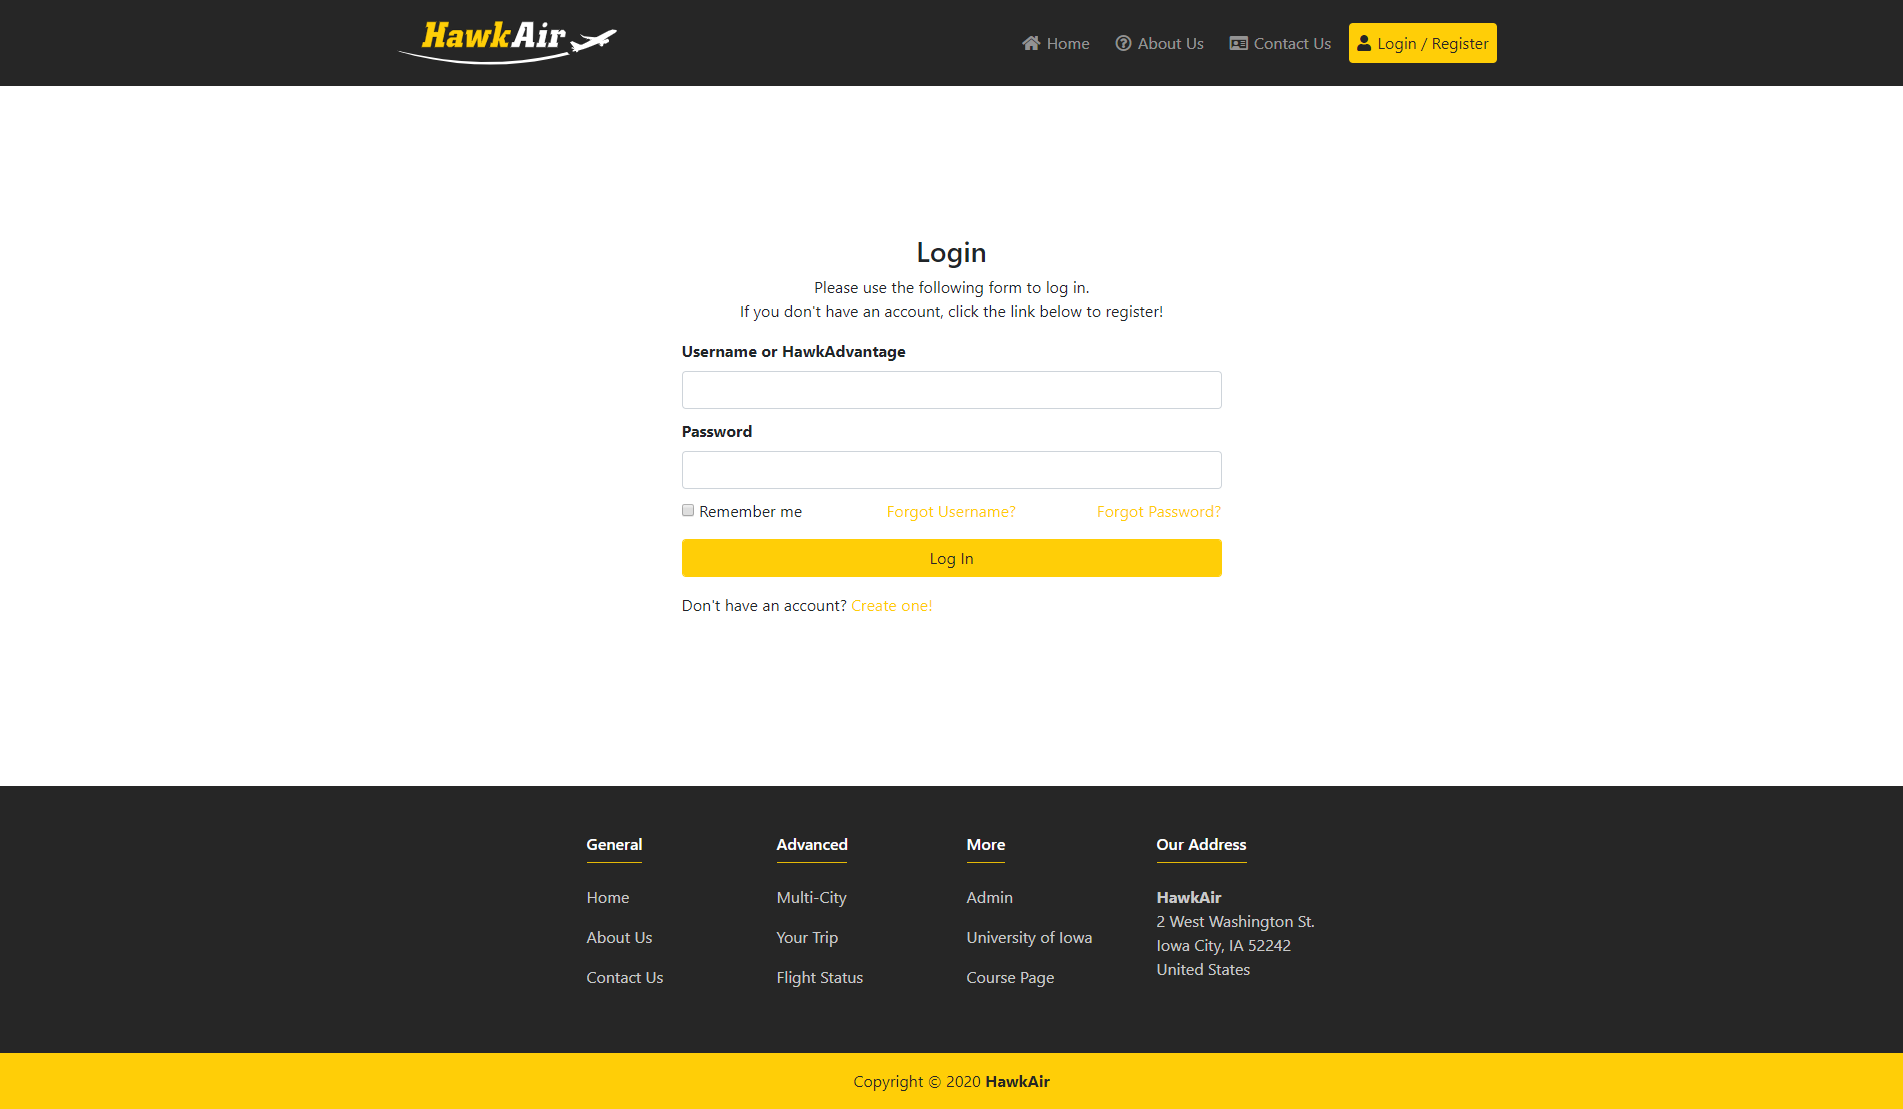 HawkAir
Home
About Us
Contact Us
Login / Register
Login
Please use the following form to log in.
If you don't have an account, click the link below to register!
Username or HawkAdvantage
Password
Remember me
Forgot Username?
Forgot Password?
Log In
Don't have an account? Create one!
General
Home
About Us
Contact Us
Advanced
Multi-City
Your Trip
Flight Status
More
Admin
University of Iowa
Course Page
Our Address
HawkAir
2 West Washington St.
Iowa City, IA 52242
United States
Copyright © 2020 HawkAir